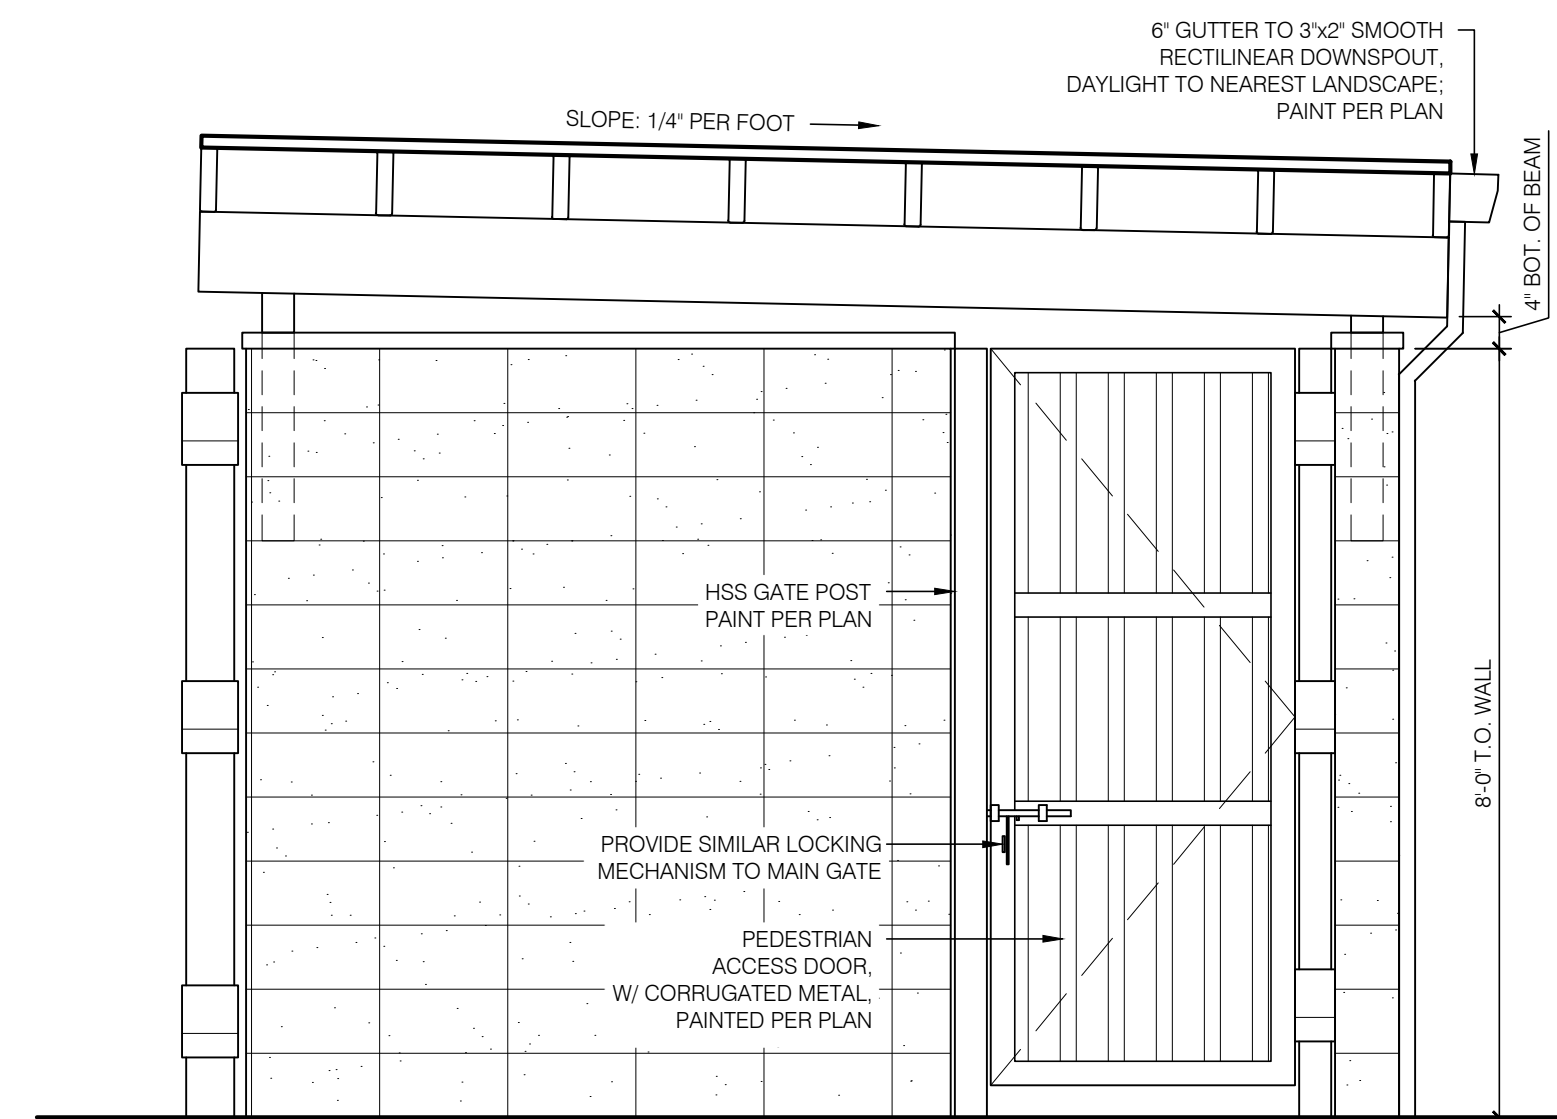 6" GUTTER TO 3"x2" SMOOTH
RECTILINEAR DOWNSPOUT,
DAYLIGHT TO NEAREST LANDSCAPE;
PAINT PER PLAN
SLOPE: 1/4" PER FOOT
4" BOT. OF BEAM
HSS GATE POST
PAINT PER PLAN
8'-0" T.O. WALL
PROVIDE SIMILAR LOCKING
MECHANISM TO MAIN GATE
PEDESTRIAN
ACCESS DOOR,
W/ CORRUGATED METAL,
PAINTED PER PLAN